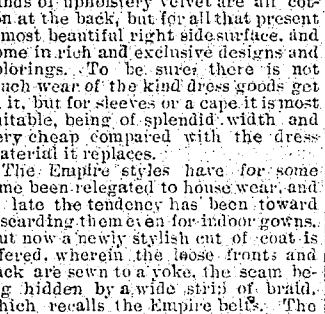 nds of upholstery velvet are all cot-
on at the back, but for all that present
most beautiful right side surface, and
ome in rich and exclusive designs and
olorings. To be sure, there is not
uch wear of the kind dress goods get
it, but for sleeves or a cape it is most
itable, being of splendid width and
ery cheap compared with the dress
aterial it replaces.
The Empire styles have for some
me been relegated to house wear, and
late the tendency has been toward
scarding them even for indoor gowns.
ut now a newly stylish cut of coat is
fered, wherein the loose fronts and
ack are sewn to a yoke, the seam be-
g hidden by a wide strip of braid,
hich recalls the Empire belts. The